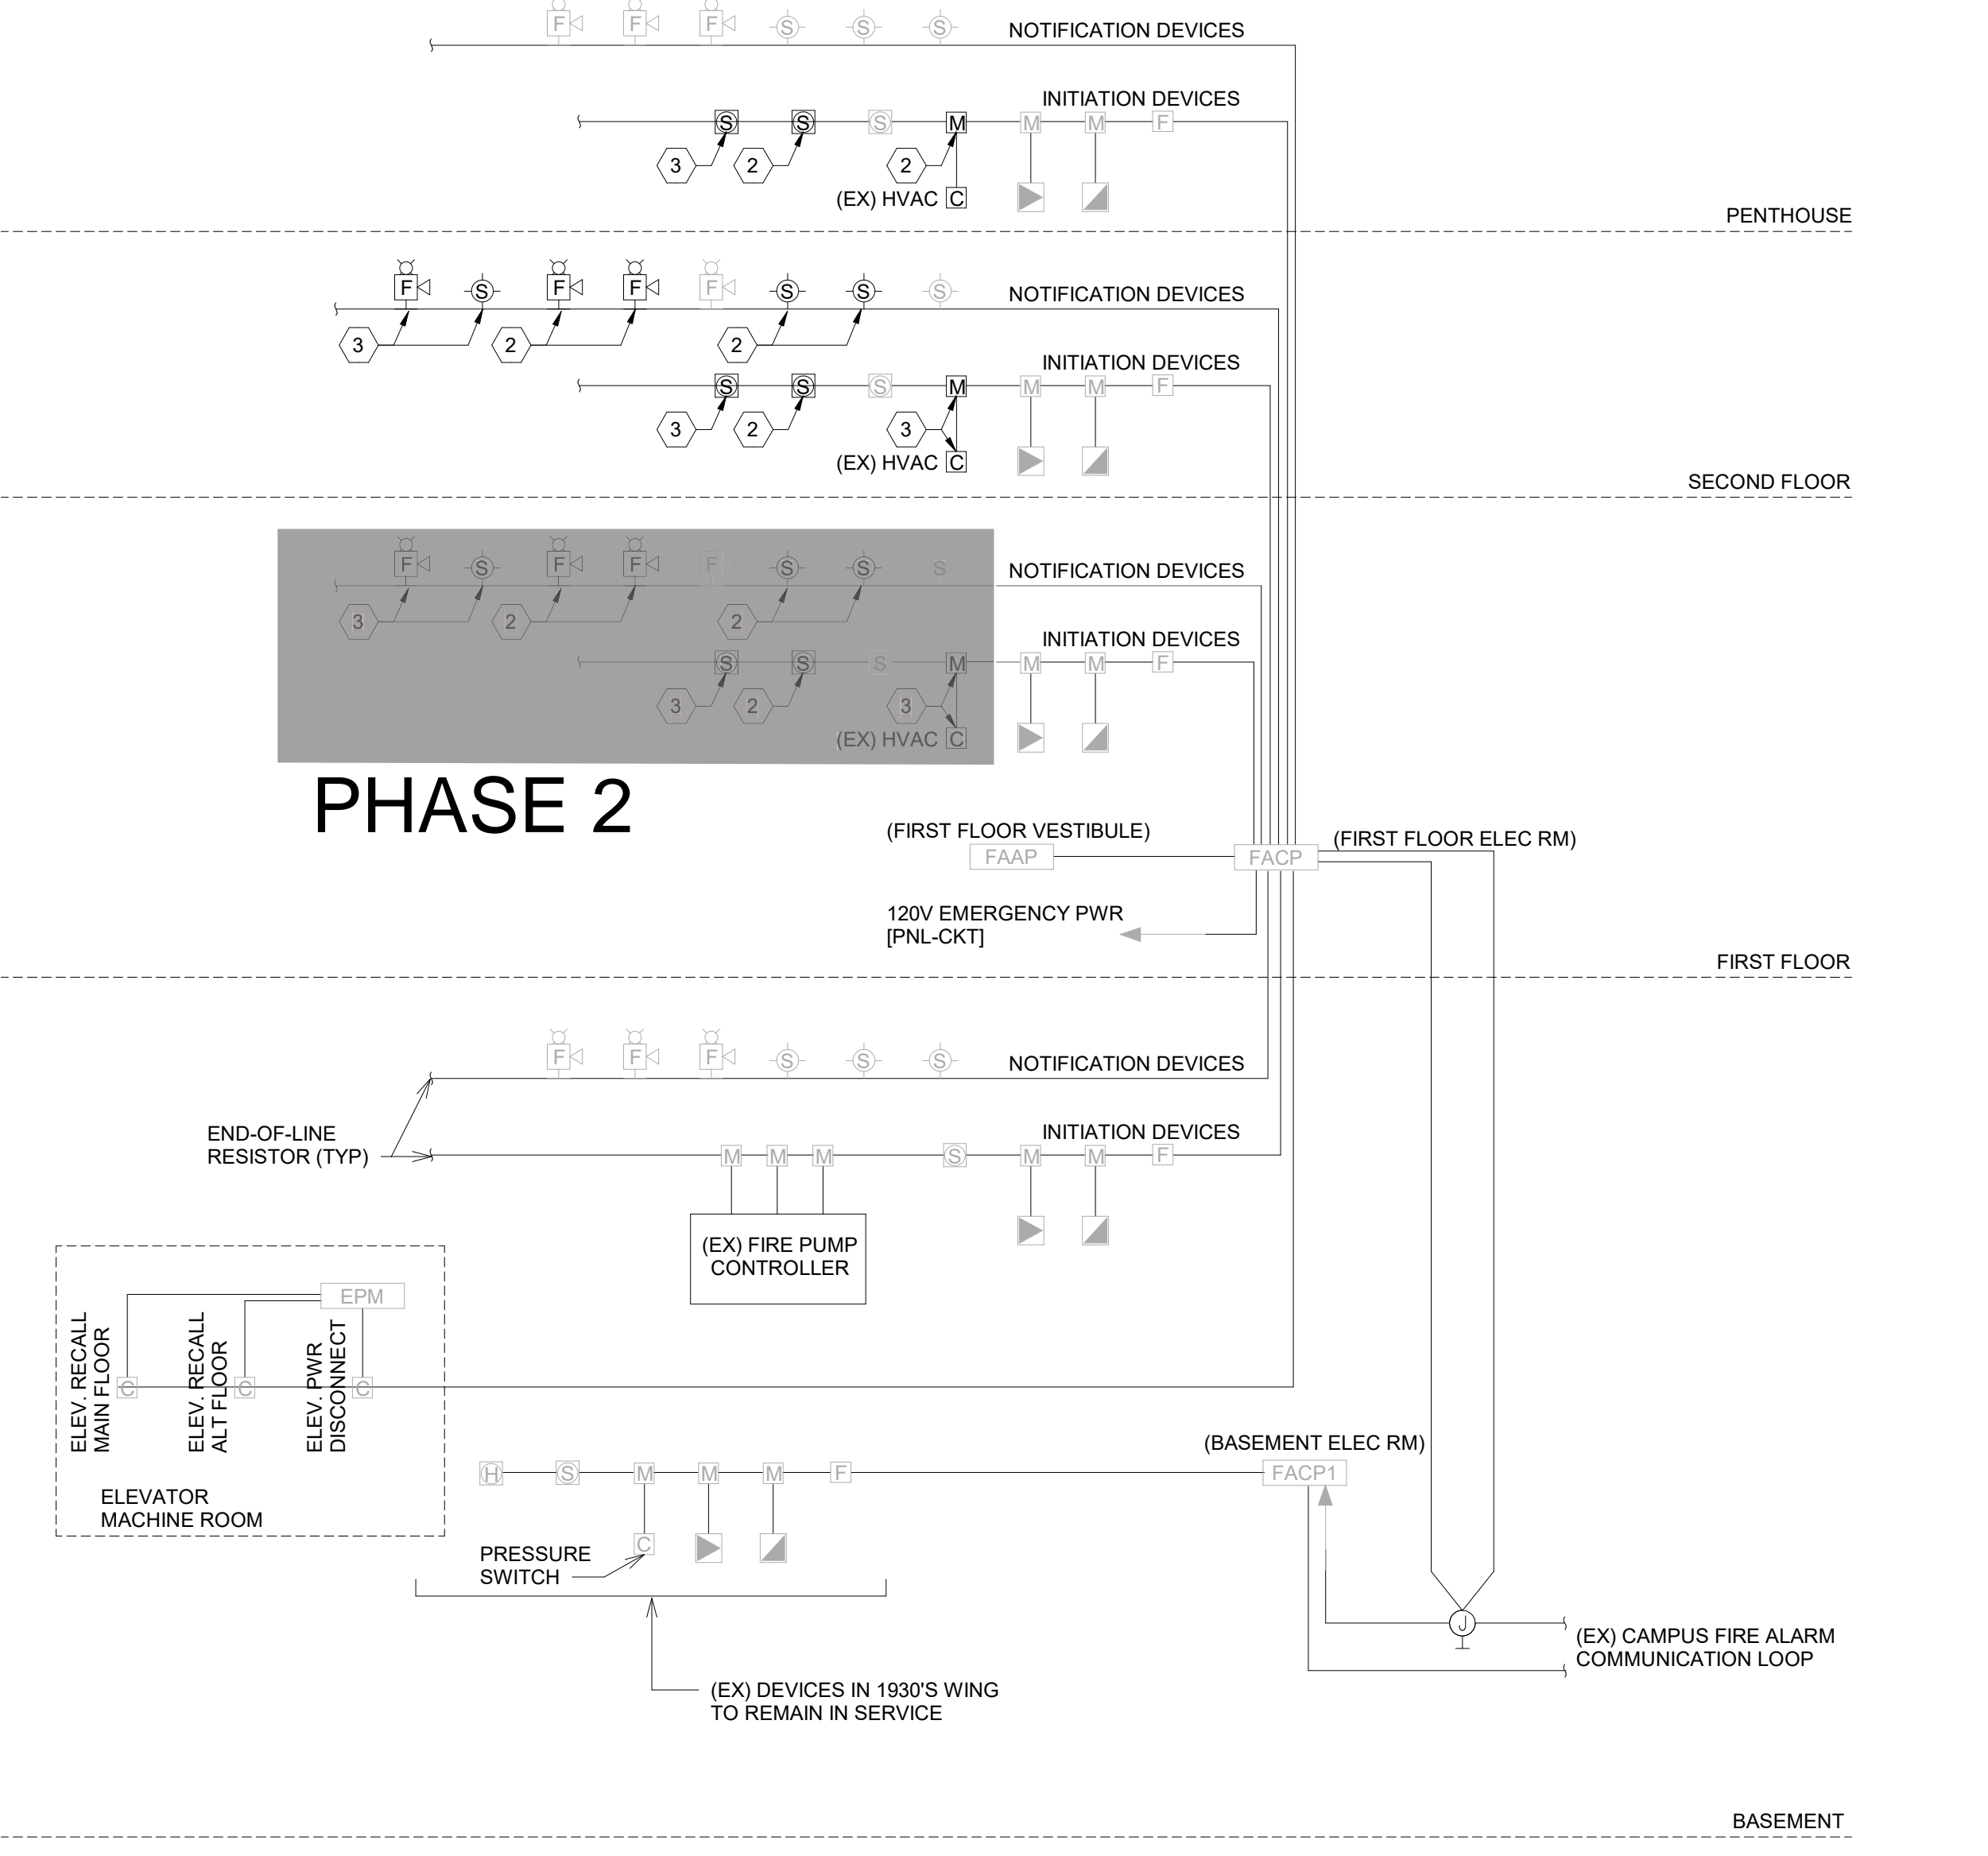 F F F S S S NOTIFICATION DEVICES
INITIATION DEVICES
S S S M M M F
3 2 2
(EX) HVAC C
PENTHOUSE
F S F F F S S S NOTIFICATION DEVICES
3 2 2
INITIATION DEVICES
S S S M M M F
3 2 3
(EX) HVAC C
SECOND FLOOR
F S F F F S S S NOTIFICATION DEVICES
3 2 2
INITIATION DEVICES
S S S M M M F
3 2 3
(EX) HVAC C
PHASE 2
(FIRST FLOOR VESTIBULE)
(FIRST FLOOR ELEC RM)
FAAP FACP
120V EMERGENCY PWR
[PNL-CKT]
FIRST FLOOR
F F F S S S NOTIFICATION DEVICES
END-OF-LINE
RESISTOR (TYP)
INITIATION DEVICES
M M M S M M F
(EX) FIRE PUMP
CONTROLLER
EPM
ELEV. RECALL
MAIN FLOOR
ELEV. RECALL
ALT FLOOR
ELEV. PWR
DISCONNECT
C C C
ELEVATOR
MACHINE ROOM
(BASEMENT ELEC RM)
H S M M M F FACP1
C
PRESSURE
SWITCH
J
(EX) CAMPUS FIRE ALARM
COMMUNICATION LOOP
(EX) DEVICES IN 1930'S WING
TO REMAIN IN SERVICE
BASEMENT